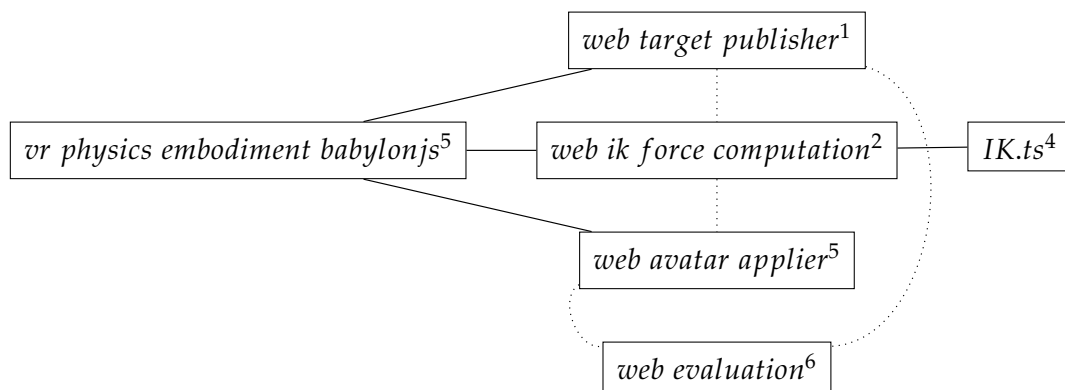 web target publisher¹
vr physics embodiment babylonjs⁵
web ik force computation²
IK.ts⁴
web avatar applier⁵
web evaluation⁶